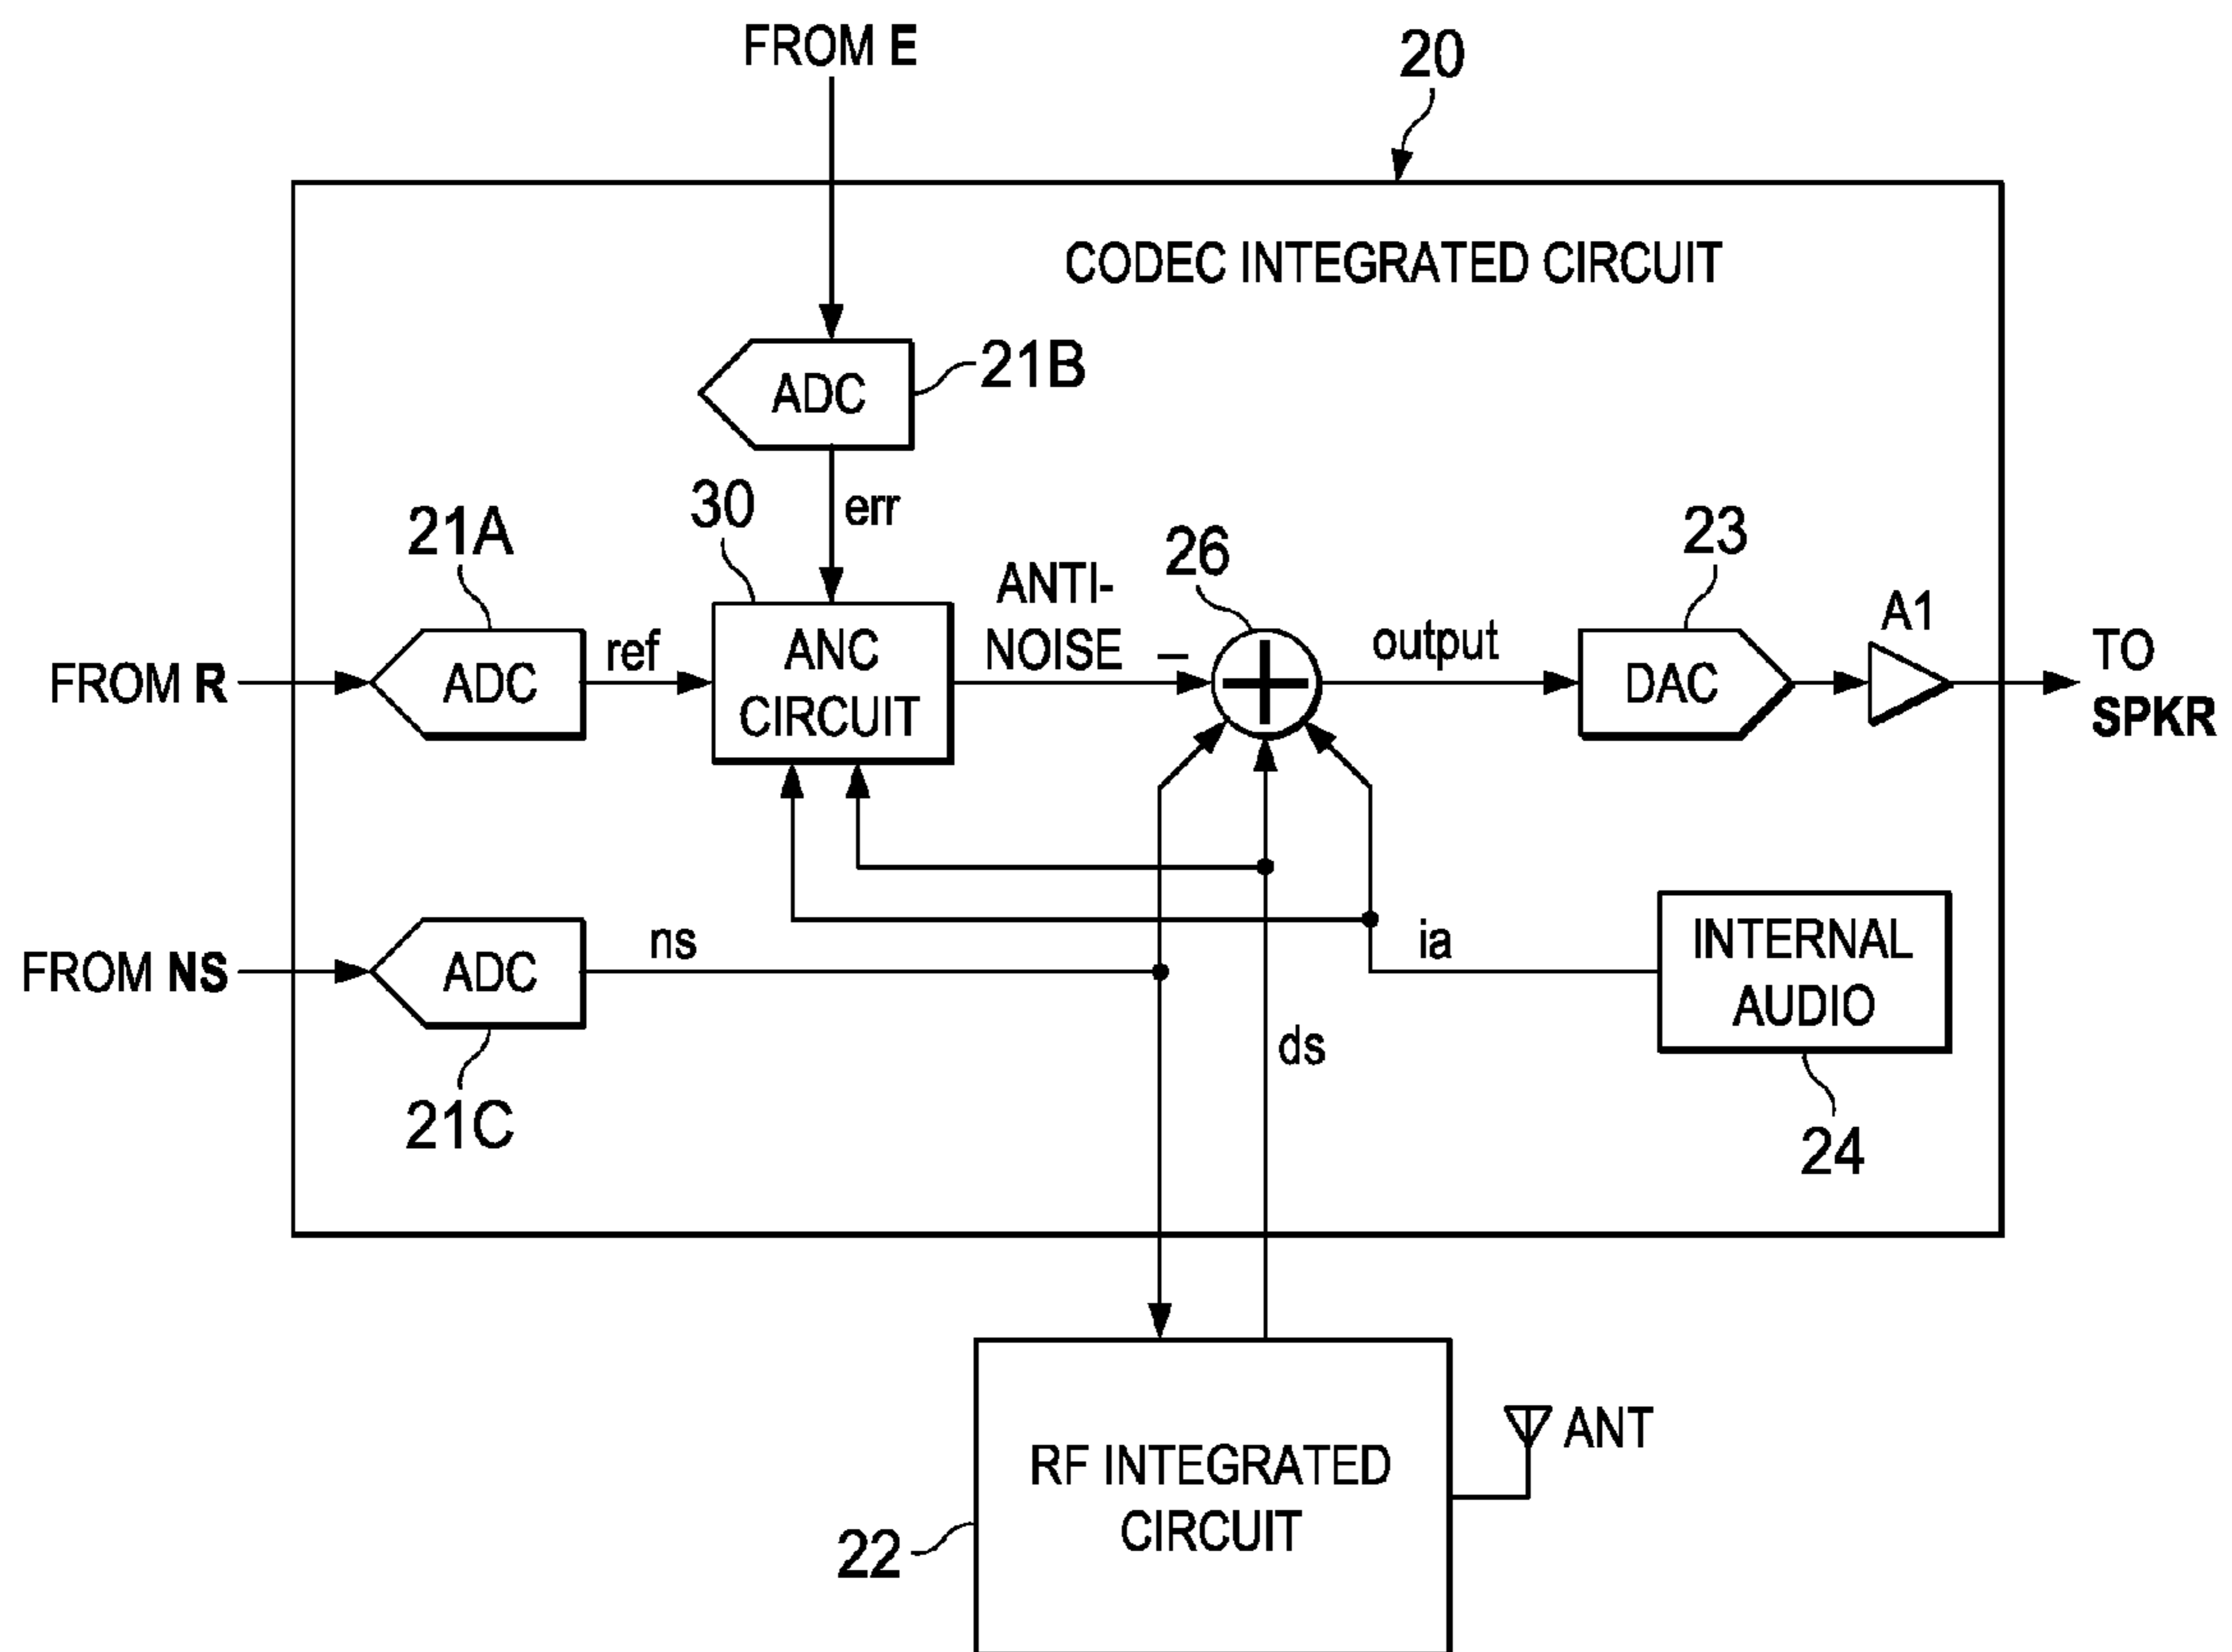 FROM E
20
CODEC INTEGRATED CIRCUIT
ADC
21B
30
err
21A
26
23
ANTI-
NOISE
–
A1
FROM R
ADC
ref
ANC
CIRCUIT
output
DAC
TO
SPKR
FROM NS
ADC
ns
ia
INTERNAL
AUDIO
ds
21C
24
RF INTEGRATED
CIRCUIT
ANT
22